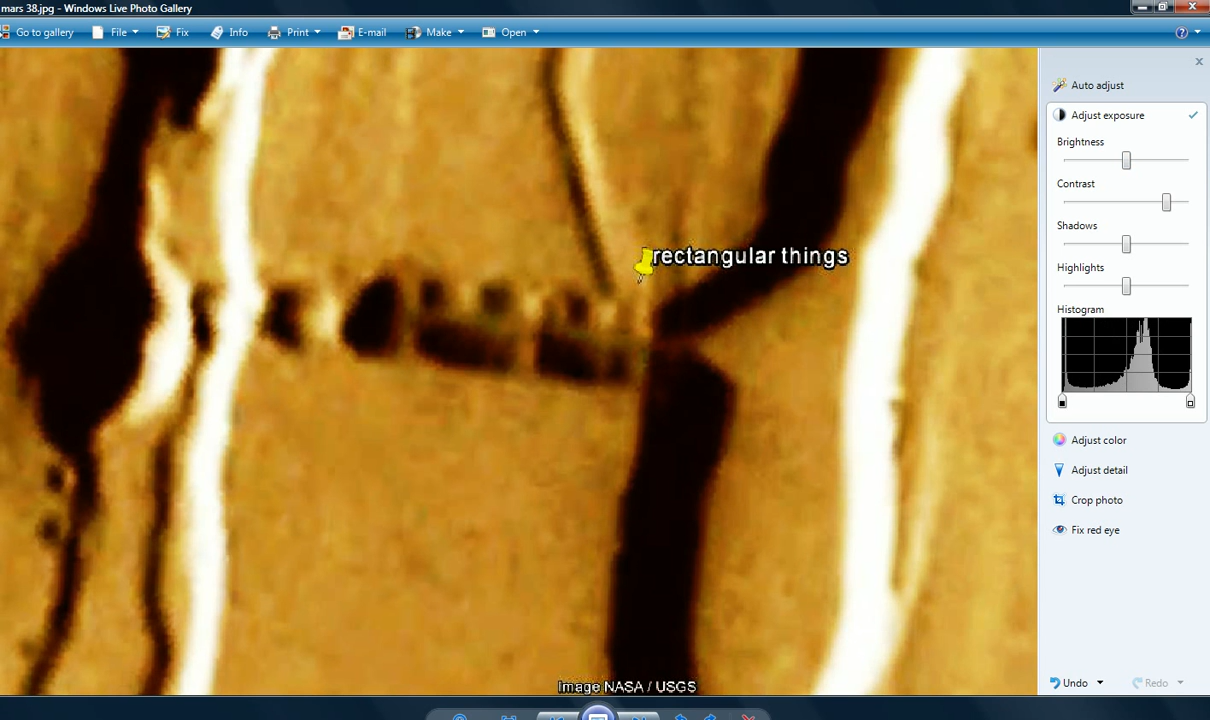 mars 38.jpg - Windows Live Photo Gallery
Go to gallery File Fix Info Print E-mail Make Open
Auto adjust
Adjust exposure
Brightness
Contrast
Shadows
Highlights
Histogram
Adjust color
Adjust detail
Crop photo
Fix red eye
rectangular things
Image NASA / USGS
Undo Redo